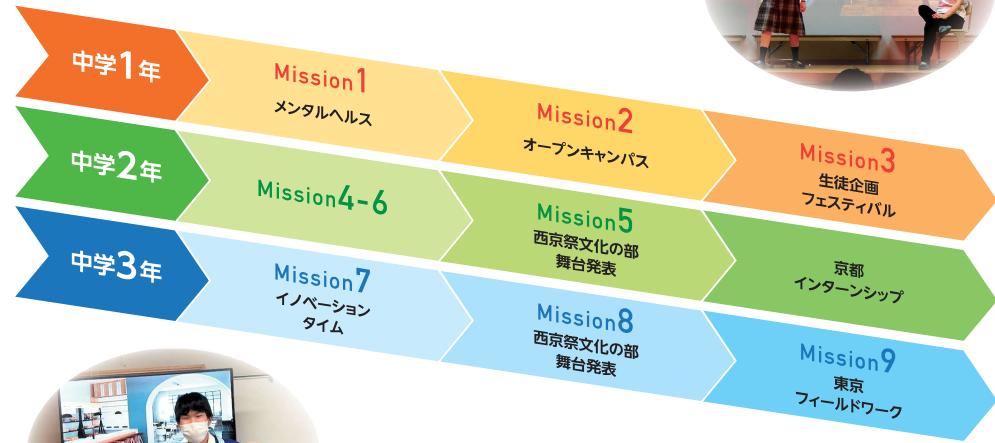 中学1年
Mission1
メンタルヘルス
Mission2
オープンキャンパス
Mission3
生徒企画
フェスティバル
中学2年
Mission4-6
Mission5
西京祭文化の部
舞台発表
京都
インターンシップ
中学3年
Mission7
イノベーション
タイム
Mission8
西京祭文化の部
舞台発表
Mission9
東京
フィールドワーク